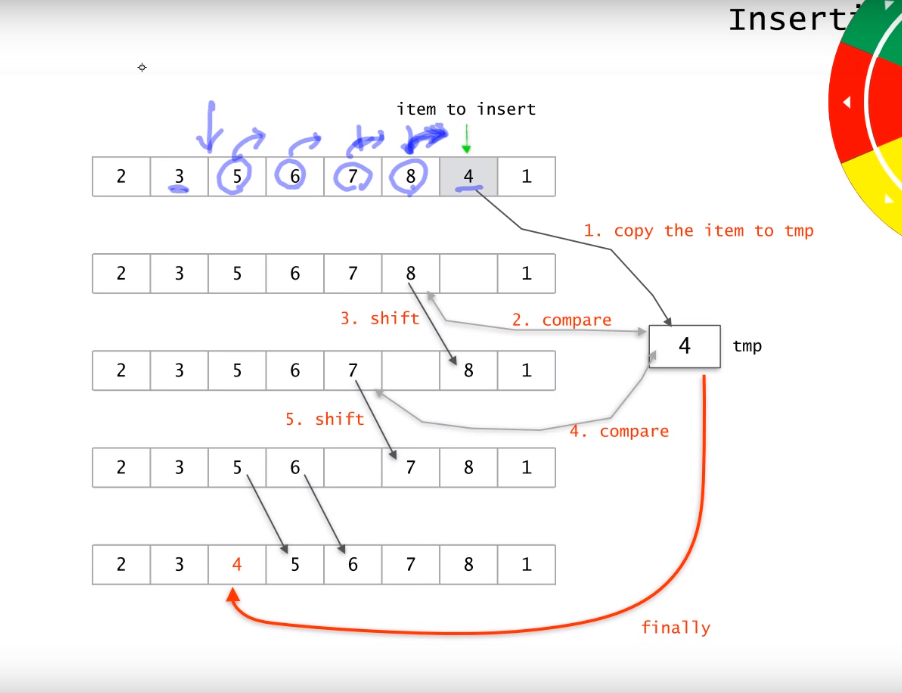 Inserti
item to insert
2 3 5 6 7 8 4 1
1. copy the item to tmp
2 3 5 6 7 8 1
3. shift 2. compare
4 tmp
2 3 5 6 7 8 1
5. shift 4. compare
2 3 5 6 7 8 1
2 3 4 5 6 7 8 1
finally